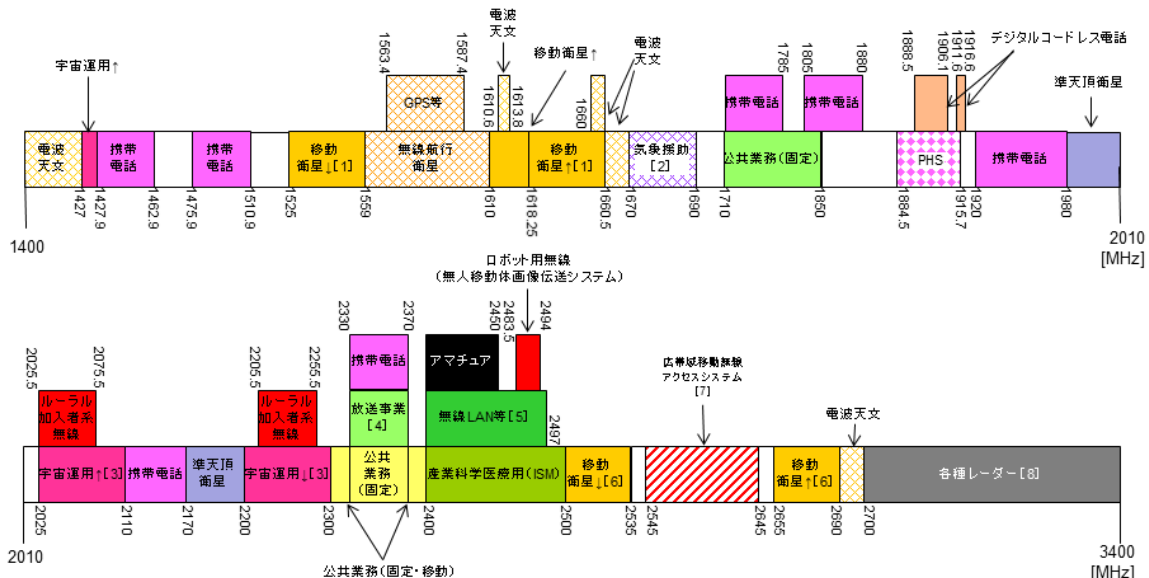 電波
天文
1563.4
1587.4
1610.6
1613.8
移動衛星↑
1660
電波
天文
1785
1805
1880
1888.5
1906.1
1911.6
1916.6
デジタルコードレス電話
宇宙運用↑
GPS等
携帯電話
携帯電話
準天頂衛星
電波
天文
携帯
電話
携帯
電話
移動
衛星↓[1]
無線航行
衛星
移動
衛星↑[1]
気象援助
[2]
公共業務(固定)
PHS
携帯電話
1400
1427
1427.9
1462.9
1475.9
1510.9
1525
1559
1610
1618.25
1660.5
1670
1690
1710
1850
1884.5
1915.7
1920
1980
2010
[MHz]
ロボット用無線
(無人移動体画像伝送システム)
2025.5
2075.5
2205.5
2255.5
2330
2370
2450
2483.5
2494
携帯電話
アマチュア
広帯域移動無線
アクセスシステム
[7]
ルーラル
加入者系
無線
ルーラル
加入者系
無線
放送事業
[4]
無線LAN等[5]
2497
電波天文
宇宙運用↑[3]
携帯電話
準天頂
衛星
宇宙運用↓[3]
公共
業務
(固定)
産業科学医療用(ISM)
移動
衛星↓[6]
移動
衛星↑[6]
各種レーダー[8]
2010
2025
2110
2170
2200
2300
2400
2500
2535
2545
2645
2655
2690
2700
3400
[MHz]
公共業務(固定・移動)